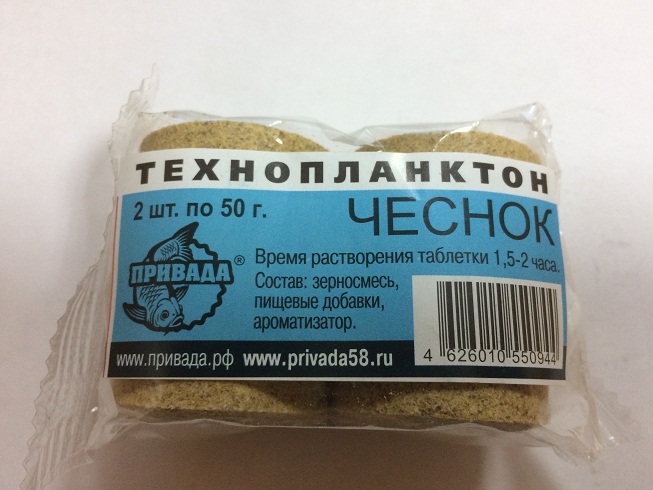 ТЕХНОПЛАНКТОН
2 шт. по 50 г.
ЧЕСНОК
ПРИВАДА®
Время растворения таблетки 1,5-2 часа.
Состав: зерносмесь,
пищевые добавки,
ароматизатор.
www.привада.рф www.privada58.ru
4 626010 550944